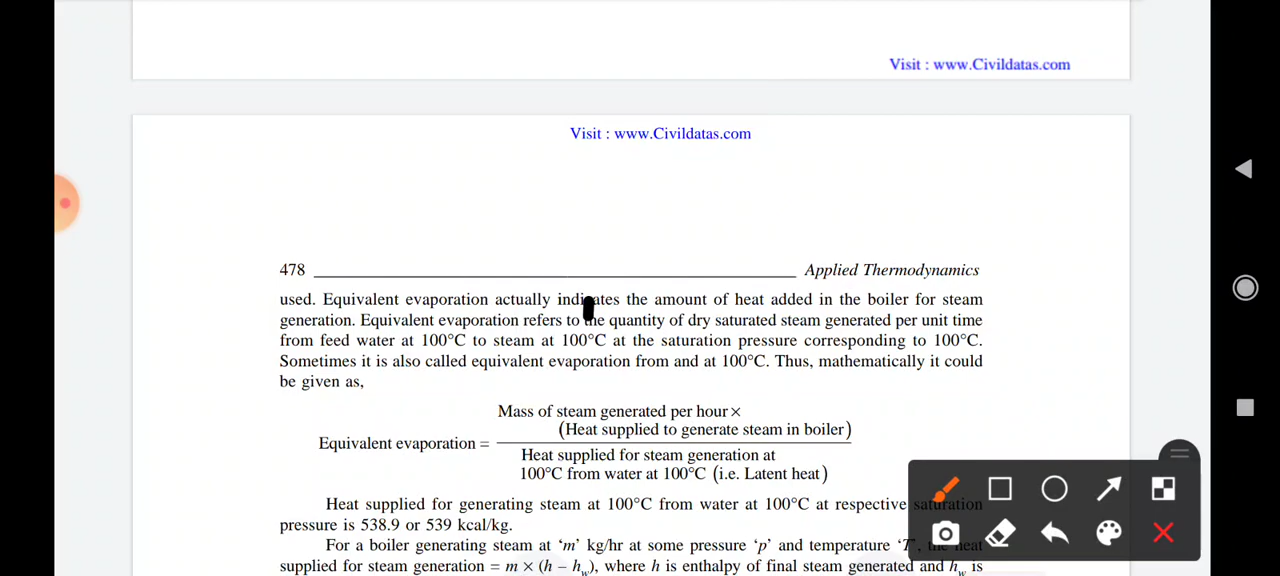 Visit : www.Civildatas.com
Visit : www.Civildatas.com
478 Applied Thermodynamics
used. Equivalent evaporation actually indicates the amount of heat added in the boiler for steam
generation. Equivalent evaporation refers to the quantity of dry saturated steam generated per unit time
from feed water at 100°C to steam at 100°C at the saturation pressure corresponding to 100°C.
Sometimes it is also called equivalent evaporation from and at 100°C. Thus, mathematically it could
be given as,
Mass of steam generated per hour ×
(Heat supplied to generate steam in boiler)
Equivalent evaporation =
Heat supplied for steam generation at
100°C from water at 100°C (i.e. Latent heat)
Heat supplied for generating steam at 100°C from water at 100°C at respective saturation
pressure is 538.9 or 539 kcal/kg.
For a boiler generating steam at ‘m’ kg/hr at some pressure ‘p’ and temperature ‘T’, the heat
supplied for steam generation = m × (h – hw), where h is enthalpy of final steam generated and hw is